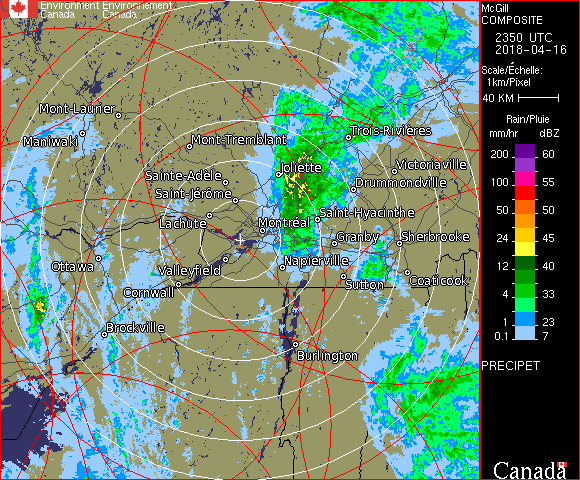 Environment Environnement
Canada Canada
McGill
COMPOSITE
2350 UTC
2018-04-16
Scale/Échelle:
1km/Pixel
40 KM
Rain/Pluie
mm/hr dBZ
200 60
100 55
50 50
24 45
12 40
4 33
1 23
0.1 7
PRECIPET
Canada
Mont-Laurier
Maniwaki
Mont-Tremblant
Trois-Rivières
Sainte-Adèle
Joliette
Victoriaville
Saint-Jérôme
Drummondville
Lachute
Saint-Hyacinthe
Montréal
Granby
Sherbrooke
Ottawa
Valleyfield
Napierville
Cornwall
Sutton
Coaticook
Brockville
Burlington